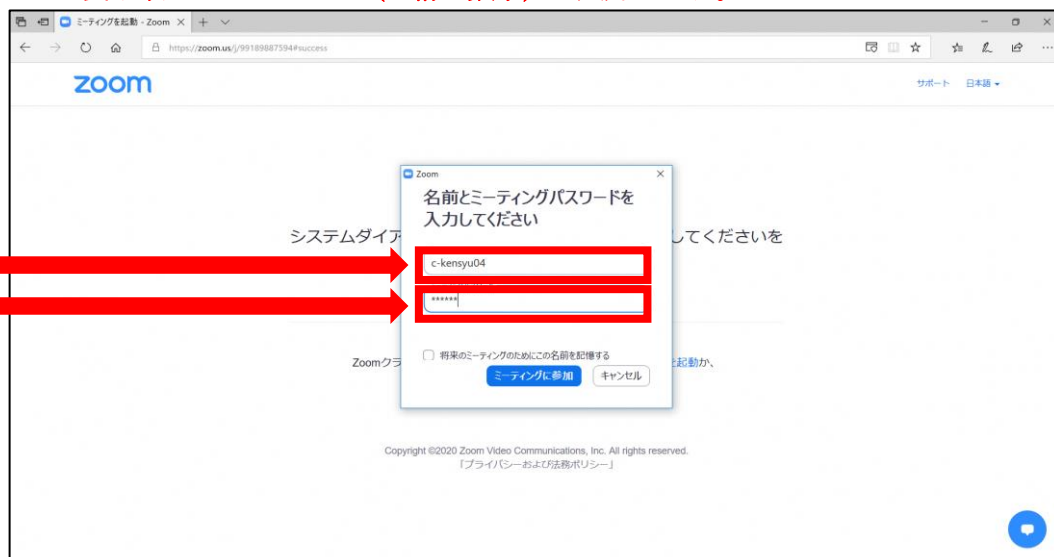 ミーティングを起動 - Zoom
https://zoom.us/j/99189887594#success
zoom
サポート 日本語
Zoom
名前とミーティングパスワードを
入力してください
システムダイア
してくださいを
c-kensyu04
******
将来のミーティングのためにこの名前を記憶する
Zoomクラ
を起動か、
ミーティングに参加 キャンセル
Copyright ©2020 Zoom Video Communications, Inc. All rights reserved.
「プライバシーおよび法務ポリシー」